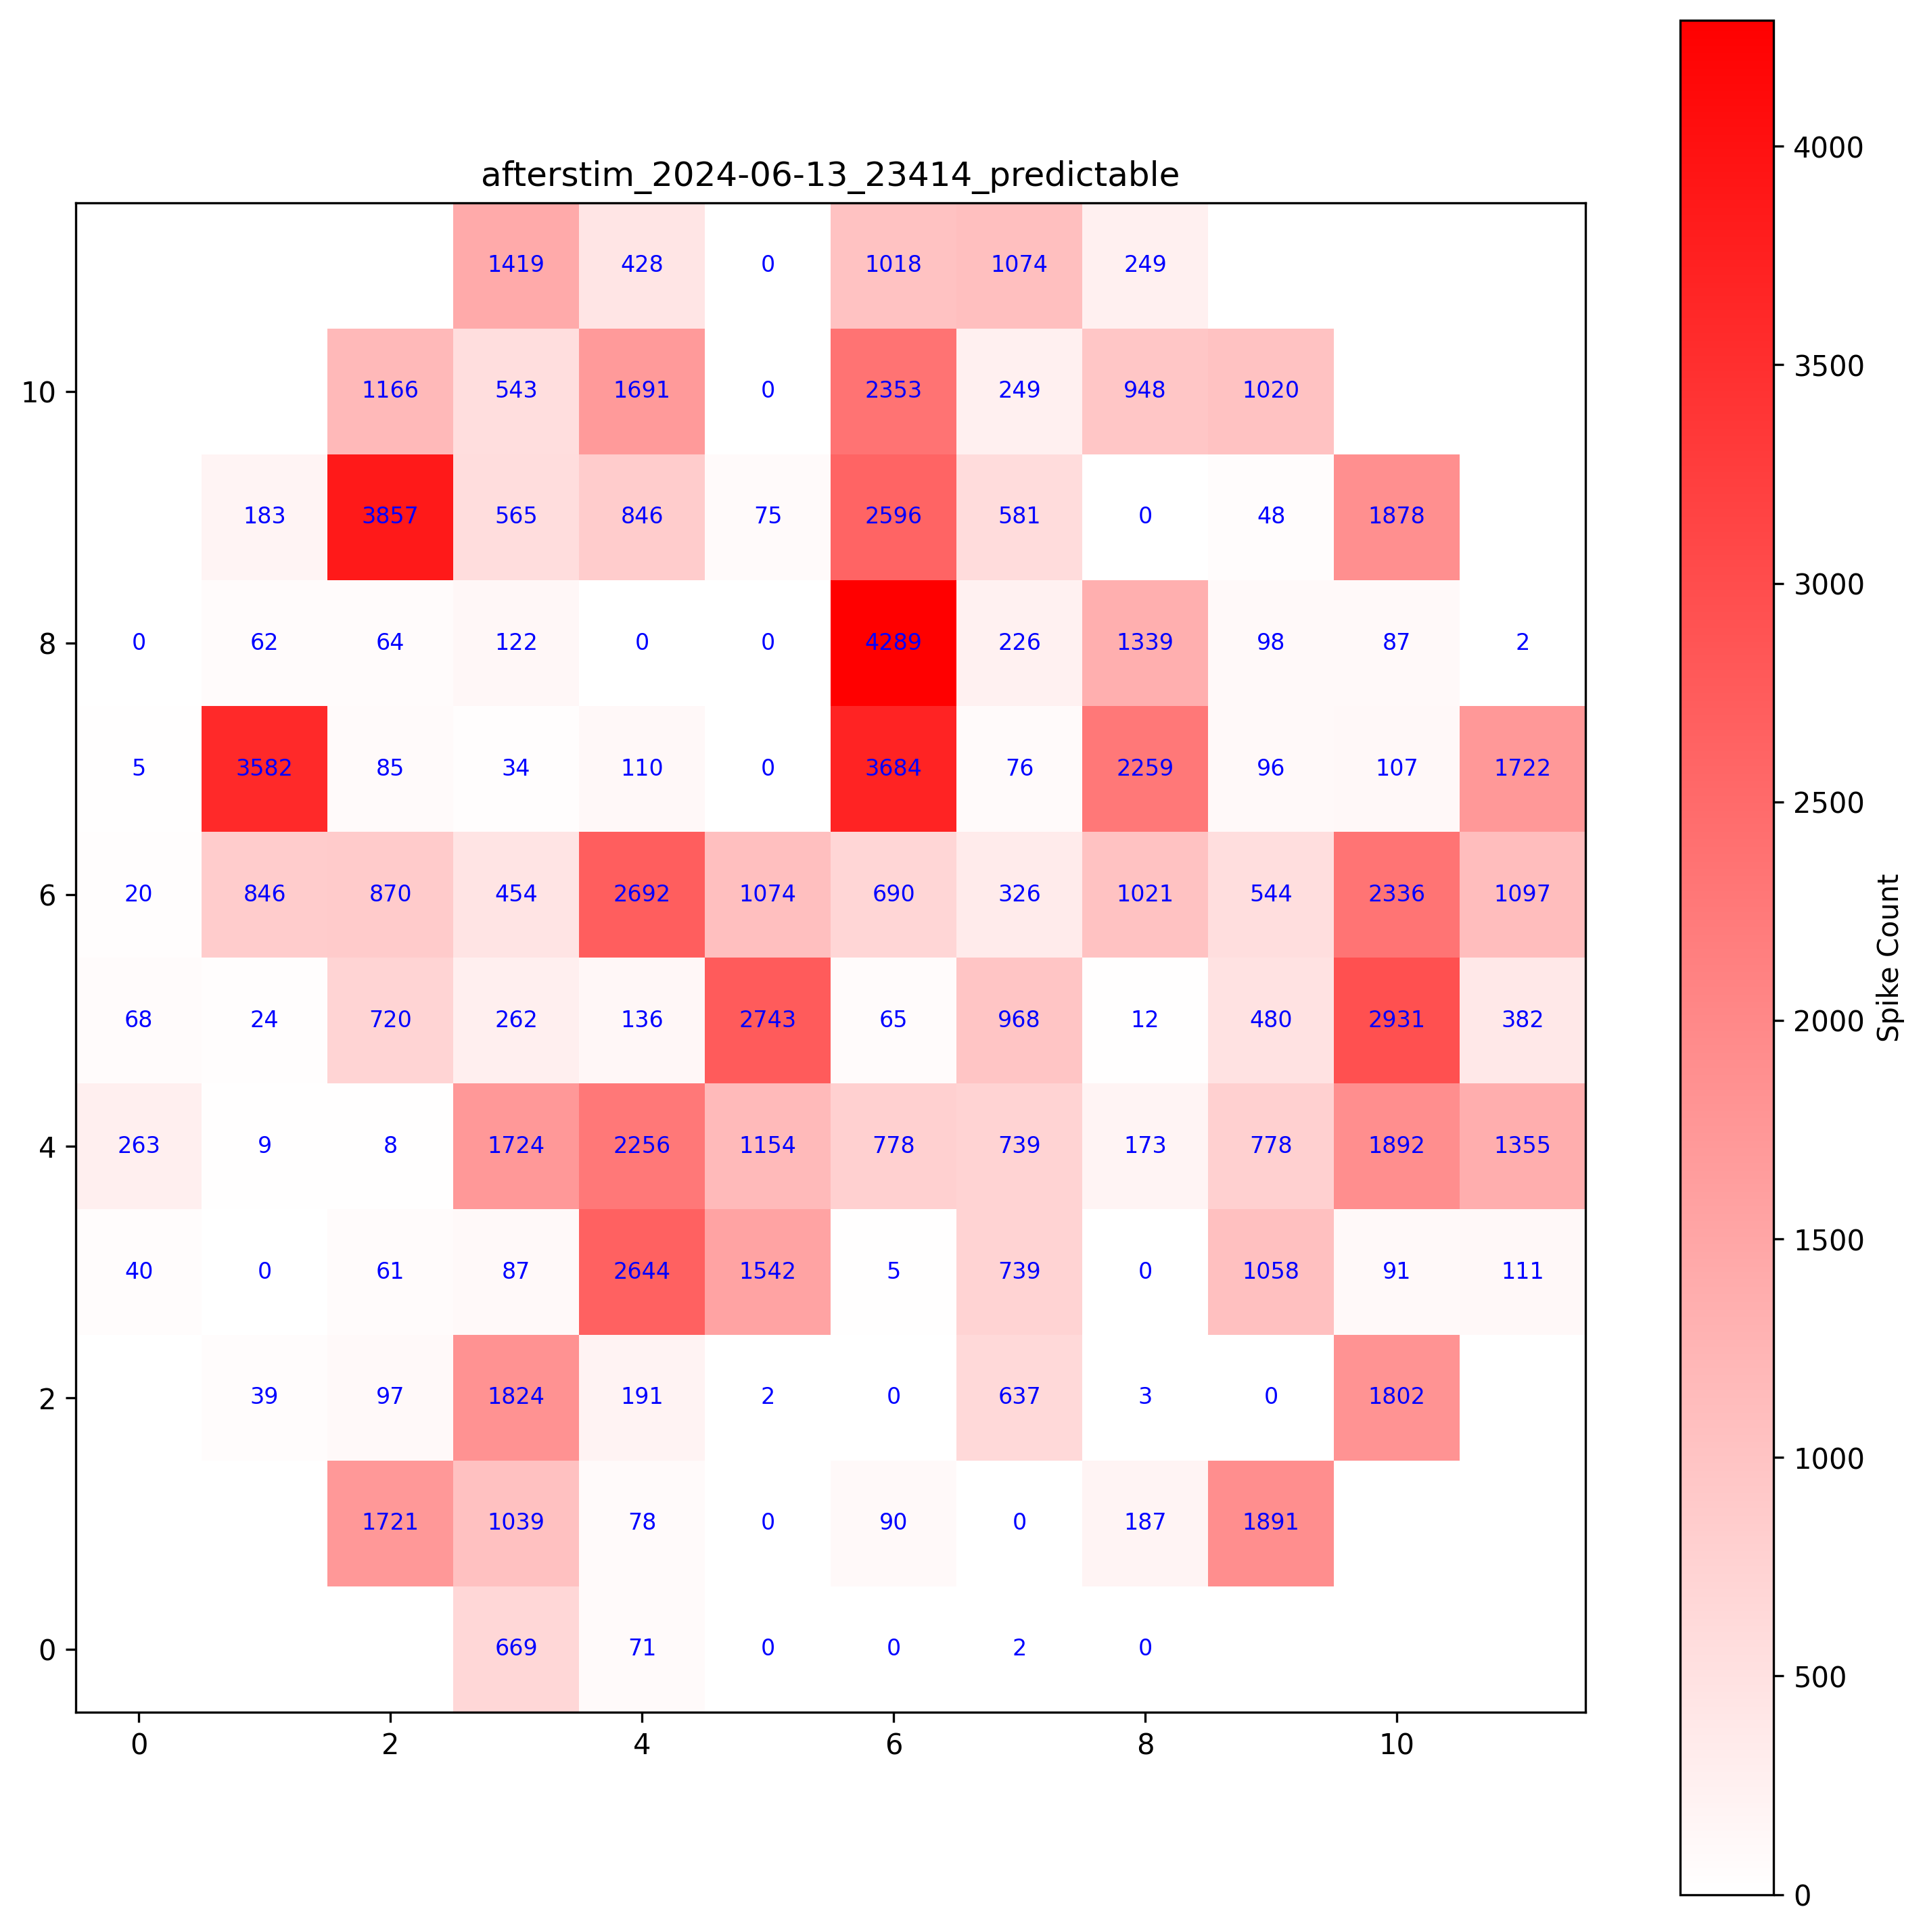 afterstim_2024-06-13_23414_predictable
1419 428 0 1018 1074 249
10 1166 543 1691 0 2353 249 948 1020
183 3857 565 846 75 2596 581 0 48 1878
8 0 62 64 122 0 0 4289 226 1339 98 87 2
5 3582 85 34 110 0 3684 76 2259 96 107 1722
6 20 846 870 454 2692 1074 690 326 1021 544 2336 1097
68 24 720 262 136 2743 65 968 12 480 2931 382
4 263 9 8 1724 2256 1154 778 739 173 778 1892 1355
40 0 61 87 2644 1542 5 739 0 1058 91 111
2 39 97 1824 191 2 0 637 3 0 1802
1721 1039 78 0 90 0 187 1891
0 669 71 0 0 2 0
0 2 4 6 8 10
4000
3500
3000
2500
2000
1500
1000
500
0
Spike Count